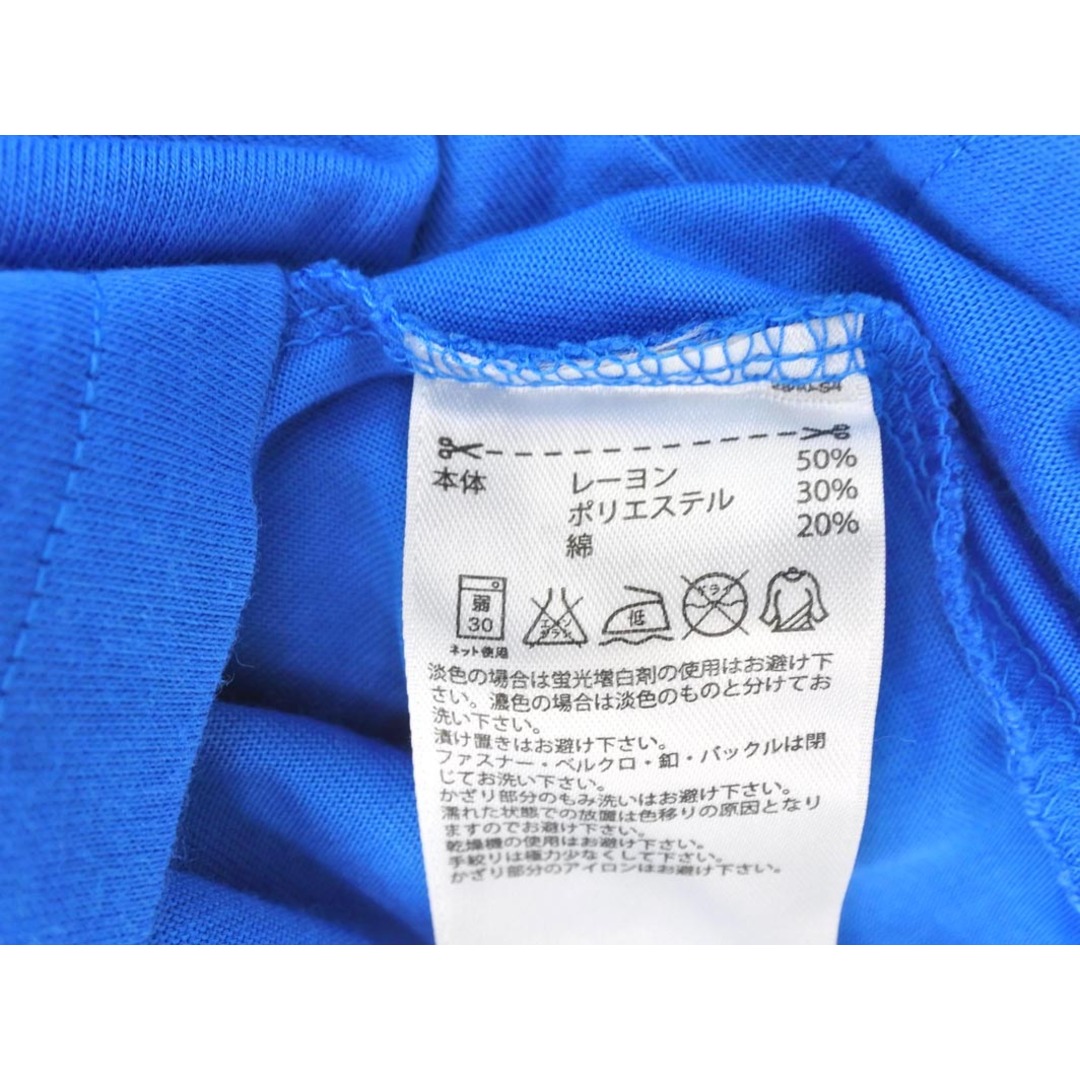 本体 レーヨン 50%
ポリエステル 30%
綿 20%
弱
30
ネット使用
エンソ
サラシ
低
ドライ
淡色の場合は蛍光増白剤の使用はお避け下
さい。濃色の場合は淡色のものと分けてお
洗い下さい。
漬け置きはお避け下さい。
ファスナー・ベルクロ・釦・バックルは閉
じてお洗い下さい。
かざり部分のもみ洗いはお避け下さい。
濡れた状態での放置は色移りの原因となり
ますのでお避け下さい。
乾燥機の使用はお避け下さい。
手絞りは極力少なくして下さい。
かざり部分のアイロンはお避け下さい。